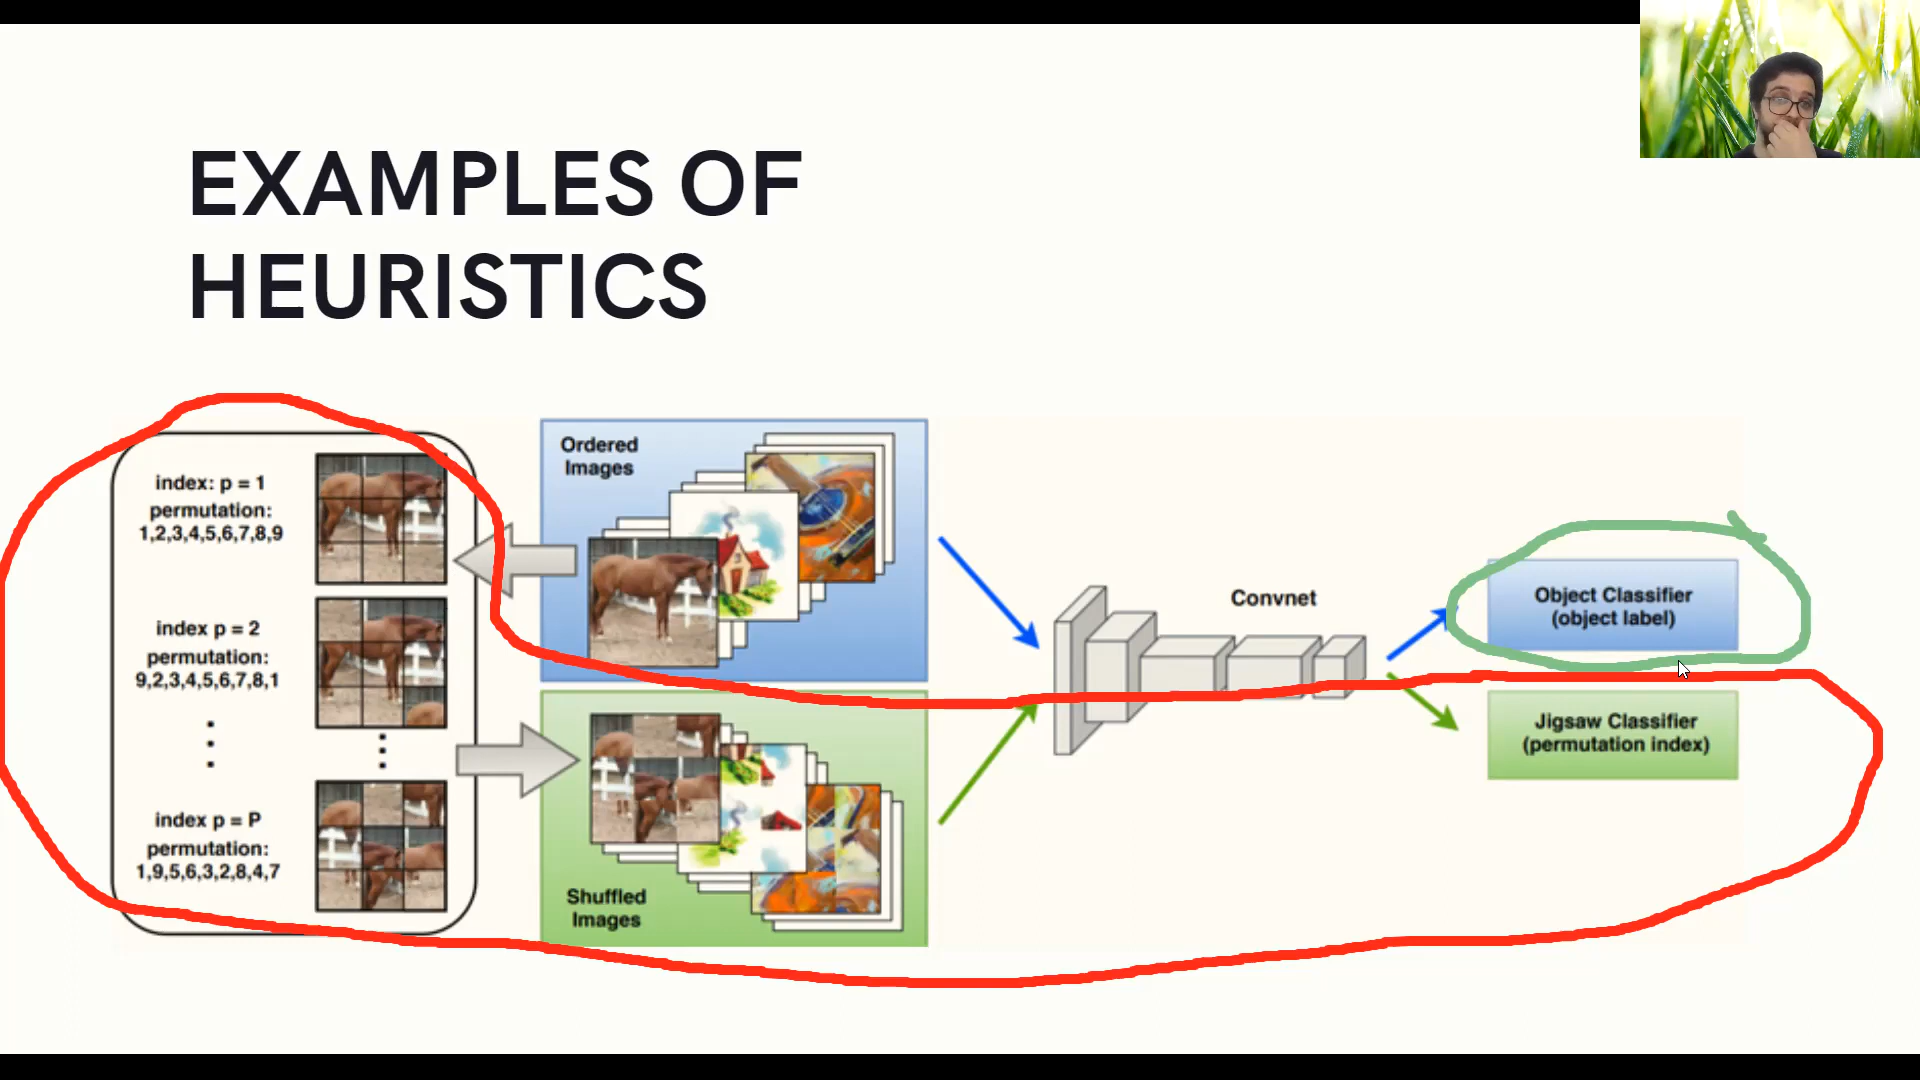 EXAMPLES OF
HEURISTICS
index: p = 1
permutation:
1,2,3,4,5,6,7,8,9
index p = 2
permutation:
9,2,3,4,5,6,7,8,1
index p = P
permutation:
1,9,5,6,3,2,8,4,7
Ordered
Images
Shuffled
Images
Convnet
Object Classifier
(object label)
Jigsaw Classifier
(permutation index)